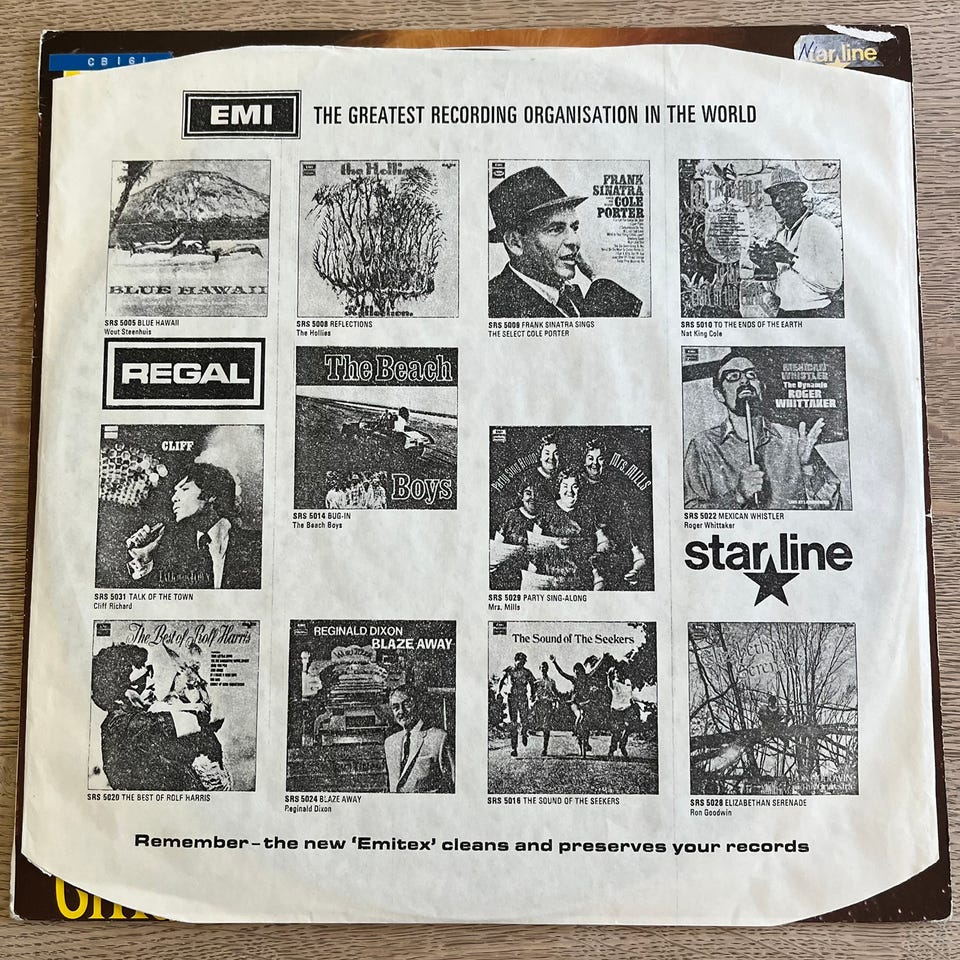 CBI6I
star line
EMI THE GREATEST RECORDING ORGANISATION IN THE WORLD
BLUE HAWAII
SRS 5005 BLUE HAWAII
Wout Steenhuis
the Hollies
Reflection.
SRS 5008 REFLECTIONS
The Hollies
FRANK
SINATRA
COLE
PORTER
SRS 5009 FRANK SINATRA SINGS
THE SELECT COLE PORTER
SRS 5010 TO THE ENDS OF THE EARTH
Nat King Cole
REGAL
The Beach
Boys
SRS 5014 BUG-IN
The Beach Boys
MEXICAN
WHISTLER
The Dynamic
ROGER
WHITTAKER
SRS 5022 MEXICAN WHISTLER
Roger Whittaker
CLIFF
SRS 5031 TALK OF THE TOWN
Cliff Richard
Party Sing Along
Mrs. MILLS
SRS 5029 PARTY SING-ALONG
Mrs. Mills
star line
The Best of Rolf Harris
SRS 5020 THE BEST OF ROLF HARRIS
REGINALD DIXON
BLAZE AWAY
SRS 5024 BLAZE AWAY
Reginald Dixon
The Sound of The Seekers
SRS 5016 THE SOUND OF THE SEEKERS
SRS 5028 ELIZABETHAN SERENADE
Ron Goodwin
Remember–the new ‘Emitex’ cleans and preserves your records